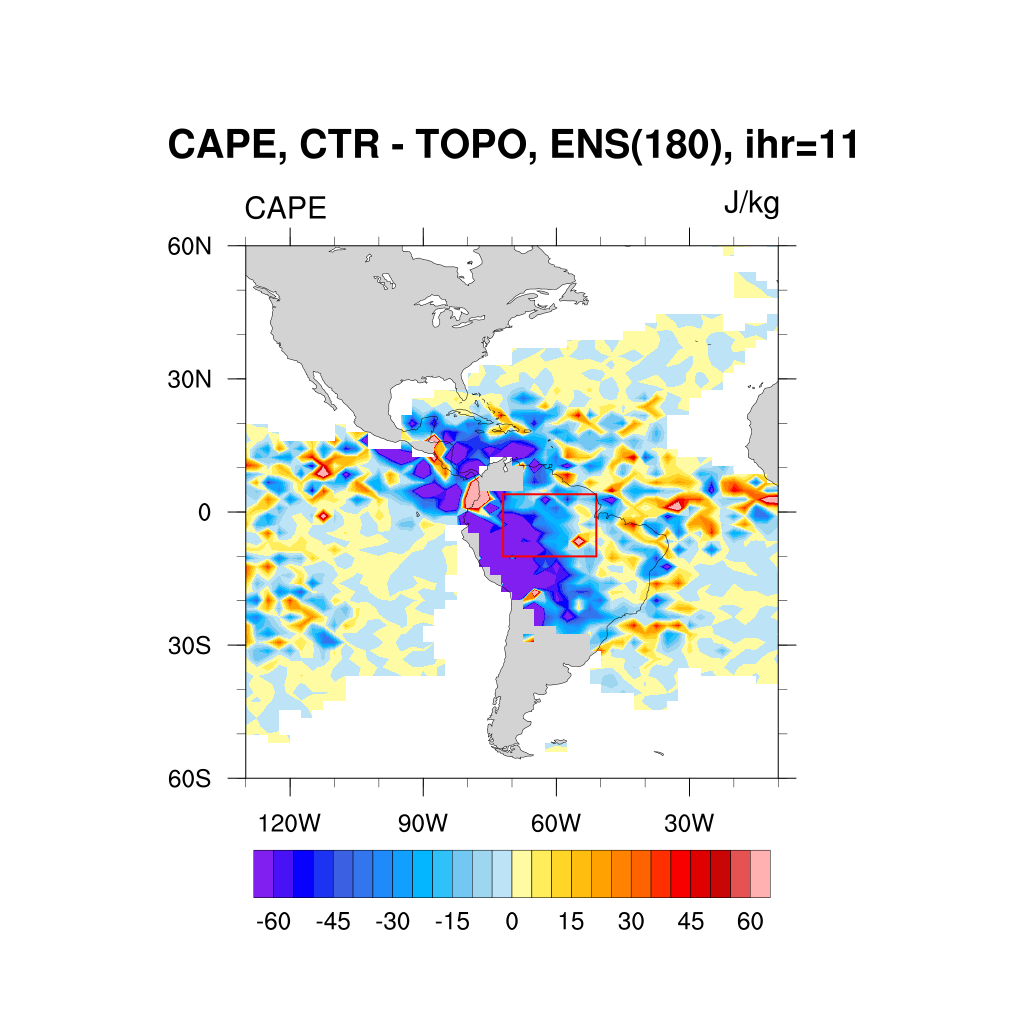 CAPE, CTR - TOPO, ENS(180), ihr=11
CAPE J/kg
60N
30N
0
30S
60S
120W 90W 60W 30W
-60 -45 -30 -15 0 15 30 45 60